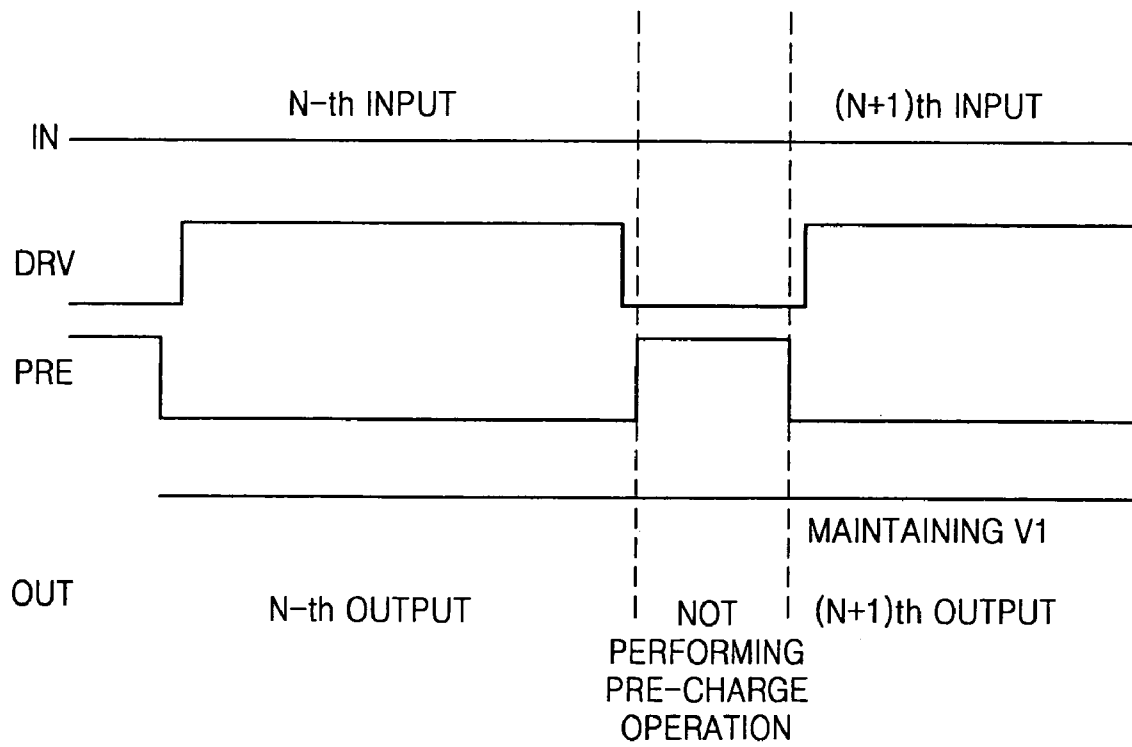 N-th INPUT
(N+1)th INPUT
IN
DRV
PRE
MAINTAINING V1
OUT
N-th OUTPUT
NOT
PERFORMING
PRE-CHARGE
OPERATION
(N+1)th OUTPUT